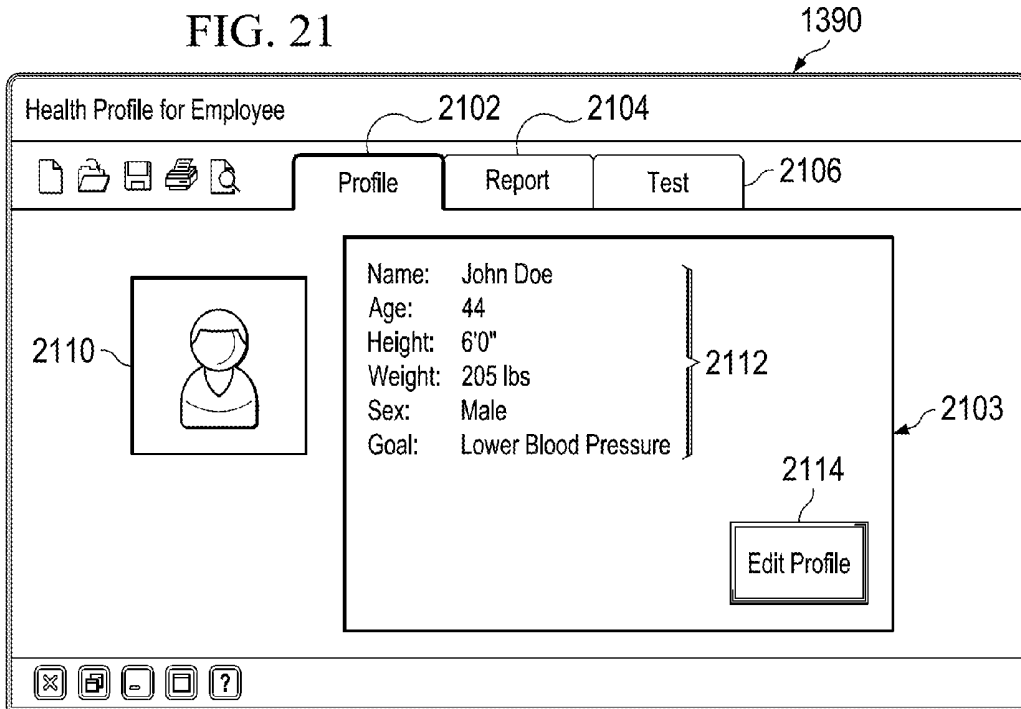 FIG. 21
1390
Health Profile for Employee
2102
2104
Profile
Report
Test
2106
2110
Name: John Doe
Age: 44
Height: 6'0"
Weight: 205 lbs
Sex: Male
Goal: Lower Blood Pressure
2112
2103
2114
Edit Profile
?